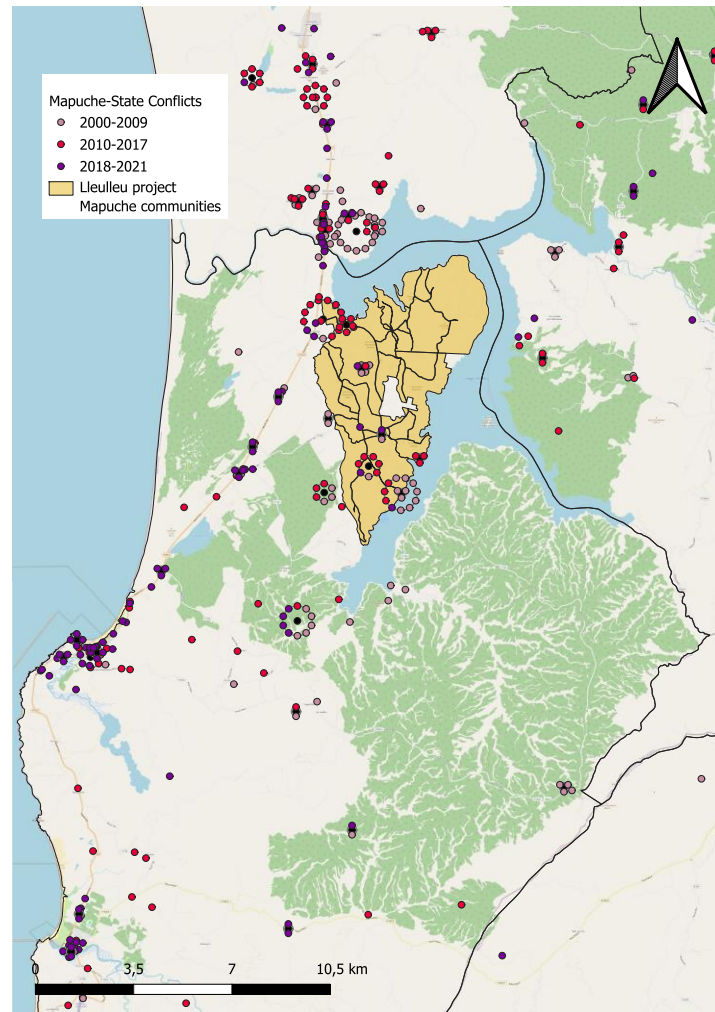 Mapuche-State Conflicts
2000-2009
2010-2017
2018-2021
Lleulleu project
Mapuche communities
0 3,5 7 10,5 km